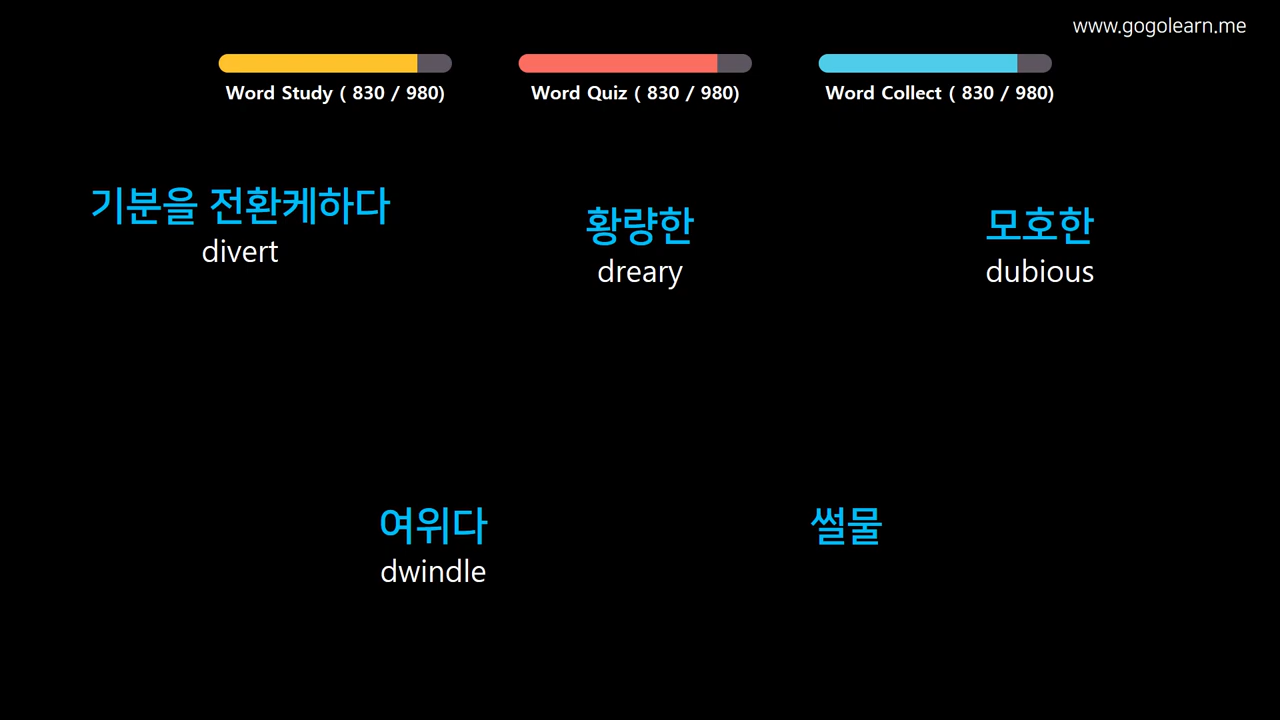 www.gogolearn.me
Word Study ( 830 / 980)
Word Quiz ( 830 / 980)
Word Collect ( 830 / 980)
기분을 전환케하다
divert
황량한
dreary
모호한
dubious
여위다
dwindle
썰물